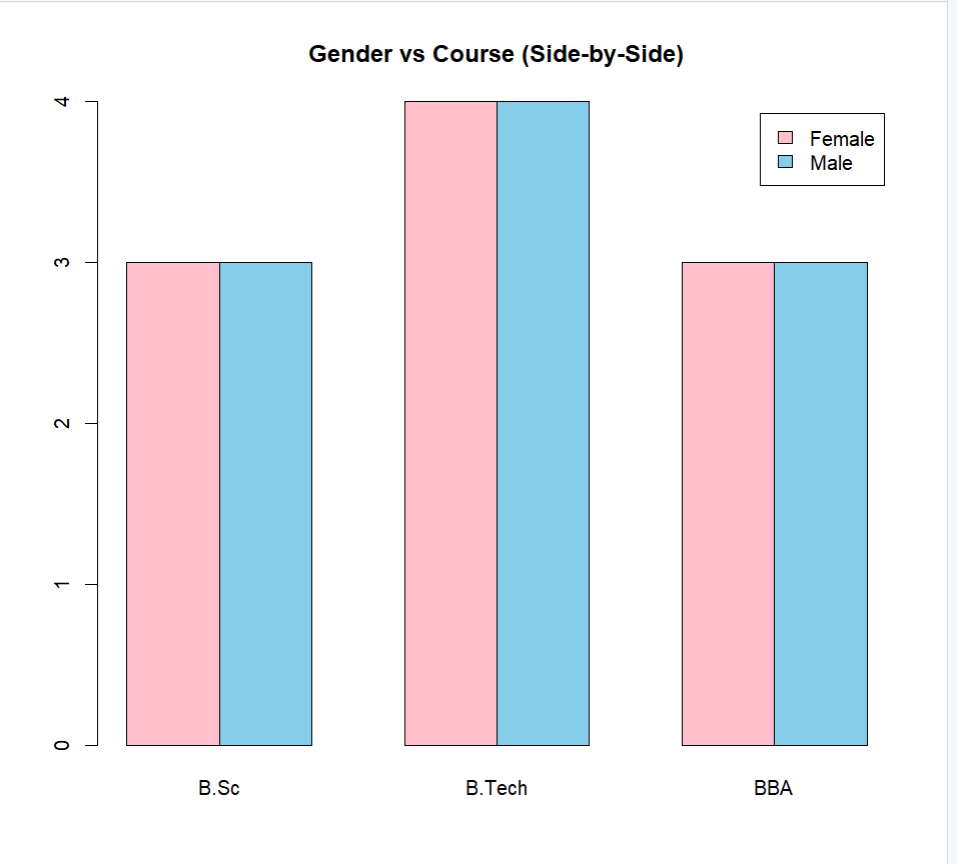 Gender vs Course (Side-by-Side)
4
3
2
1
0
Female
Male
B.Sc
B.Tech
BBA